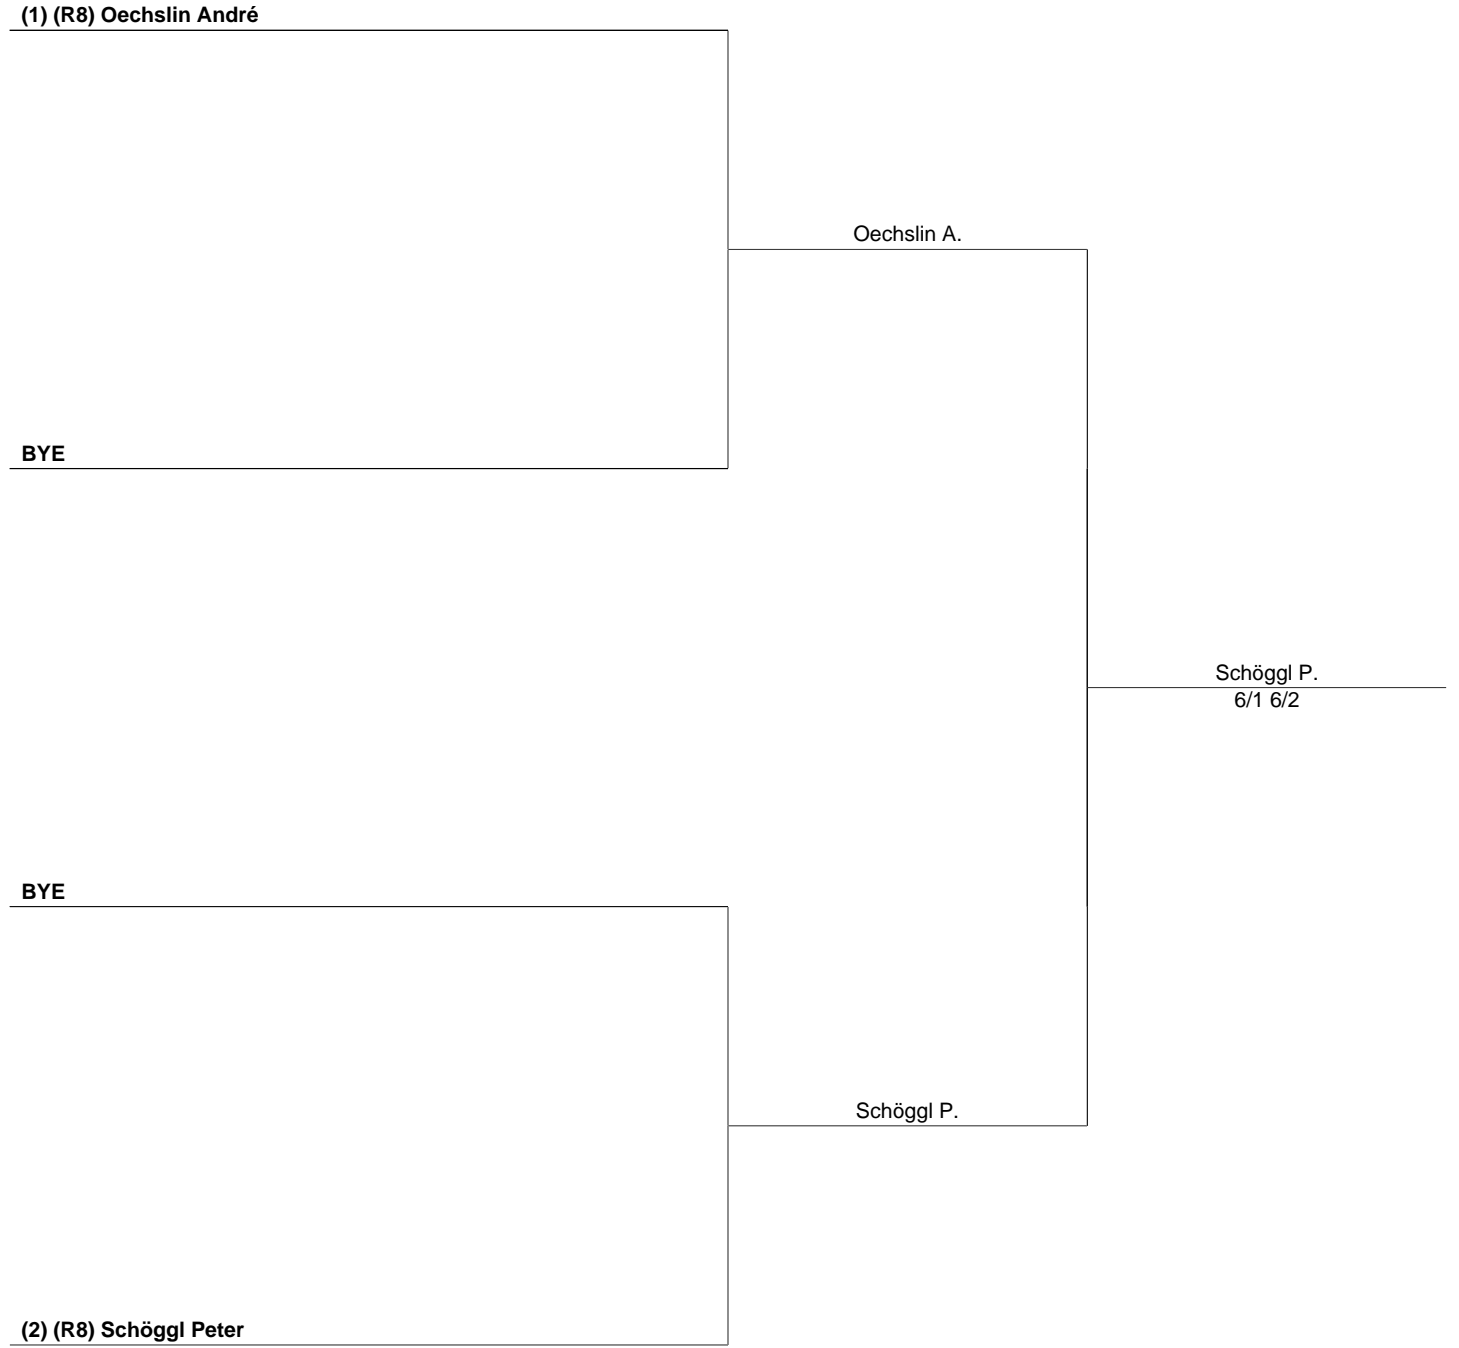 (1) (R8) Oechslin André
Oechslin A.
BYE
Schöggl P.
6/1 6/2
BYE
Schöggl P.
(2) (R8) Schöggl Peter